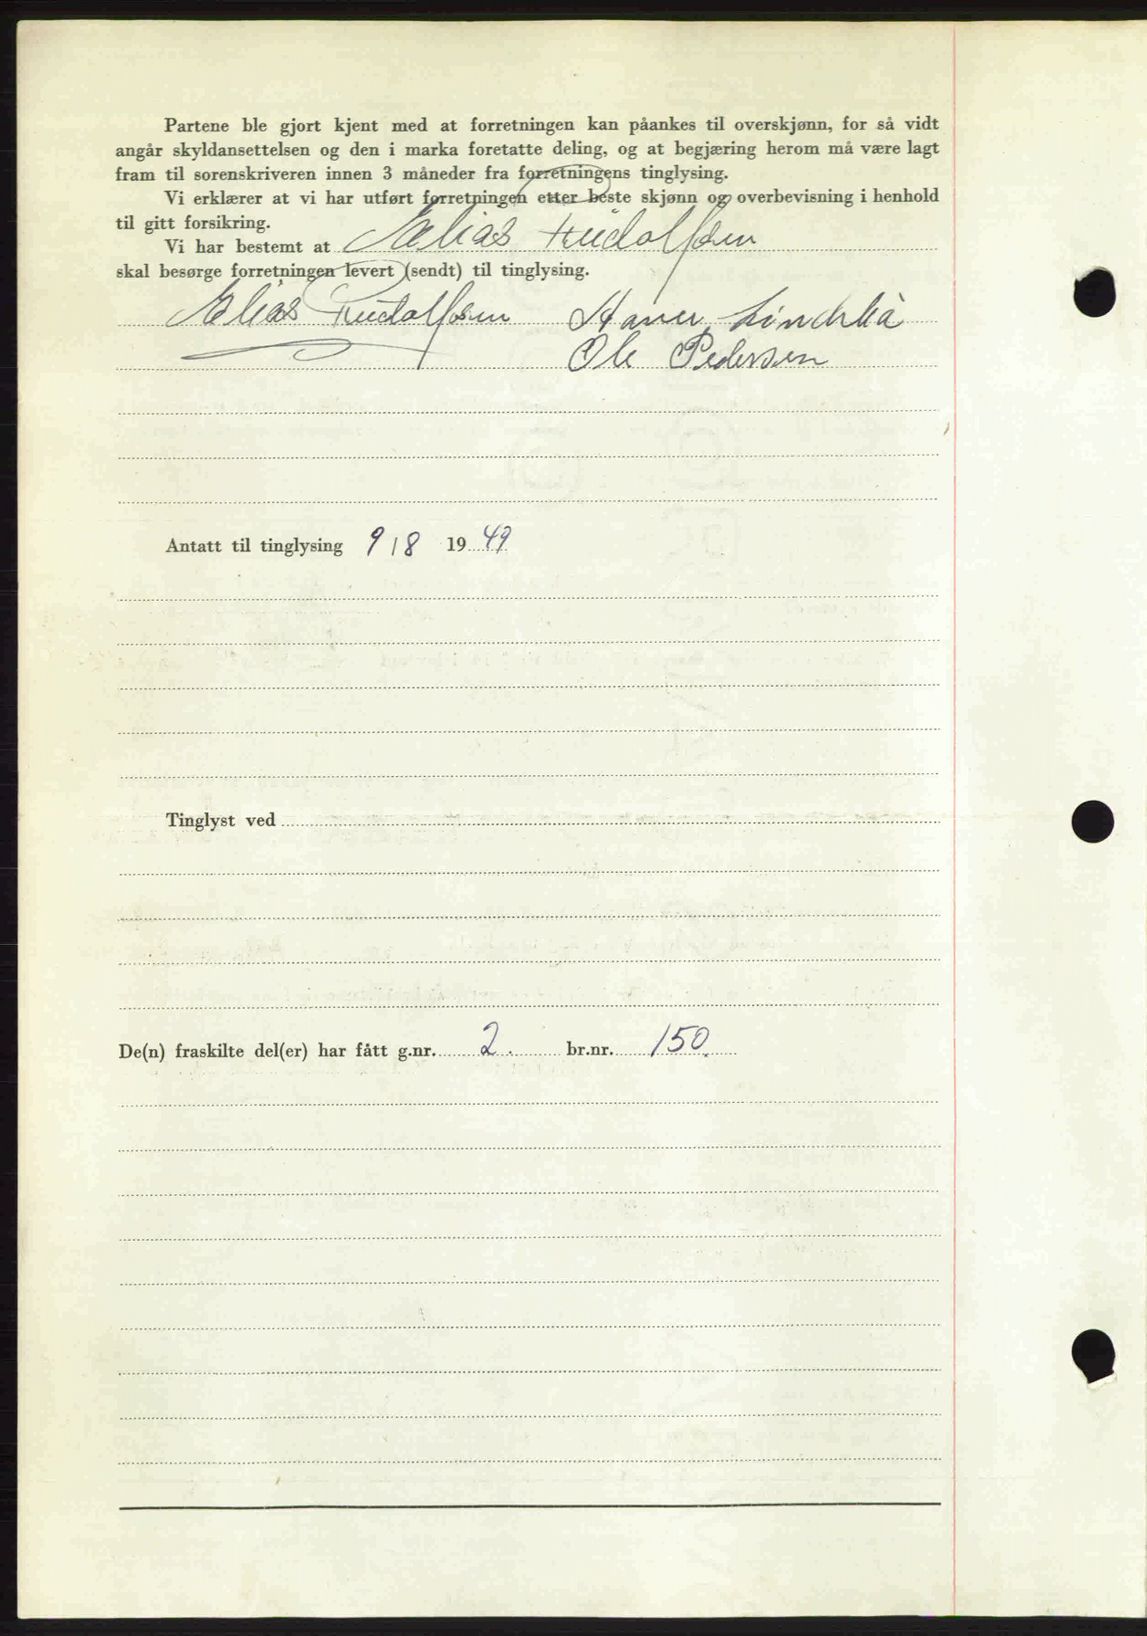 Partene ble gjort kjent med at forretningen kan påankes til overskjønn, for så vidt
angår skyldansettelsen og den i marka foretatte deling, og at begjæring herom må være lagt
fram til sorenskriveren innen 3 måneder fra forretningens tinglysing.
Vi erklærer at vi har utført forretningen etter beste skjønn og overbevisning i henhold
til gitt forsikring.
Vi har bestemt at Elias Rudolfsen
skal besørge forretningen levert (sendt) til tinglysing.
Elias Rudolfsen
Ole Pedersen
Antatt til tinglysing 9/8 1949
Tinglyst ved
De(n) fraskilte del(er) har fått g.nr. 2. br.nr. 150.